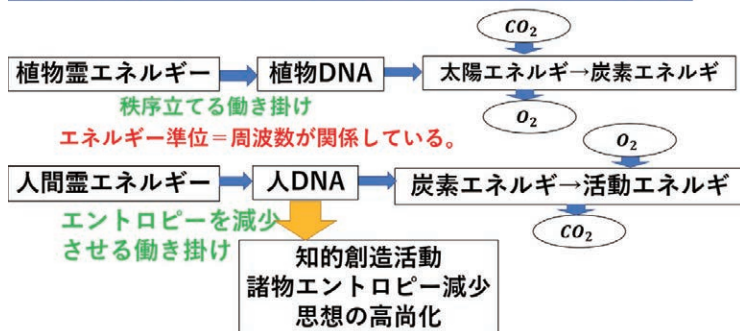 CO₂
植物霊エネルギー
植物DNA
太陽エネルギ→炭素エネルギ
秩序立てる働き掛け
O₂
エネルギー準位＝周波数が関係している。
O₂
人間霊エネルギー
人DNA
炭素エネルギ→活動エネルギ
エントロピーを減少
させる働き掛け
CO₂
知的創造活動
諸物エントロピー減少
思想の高尚化